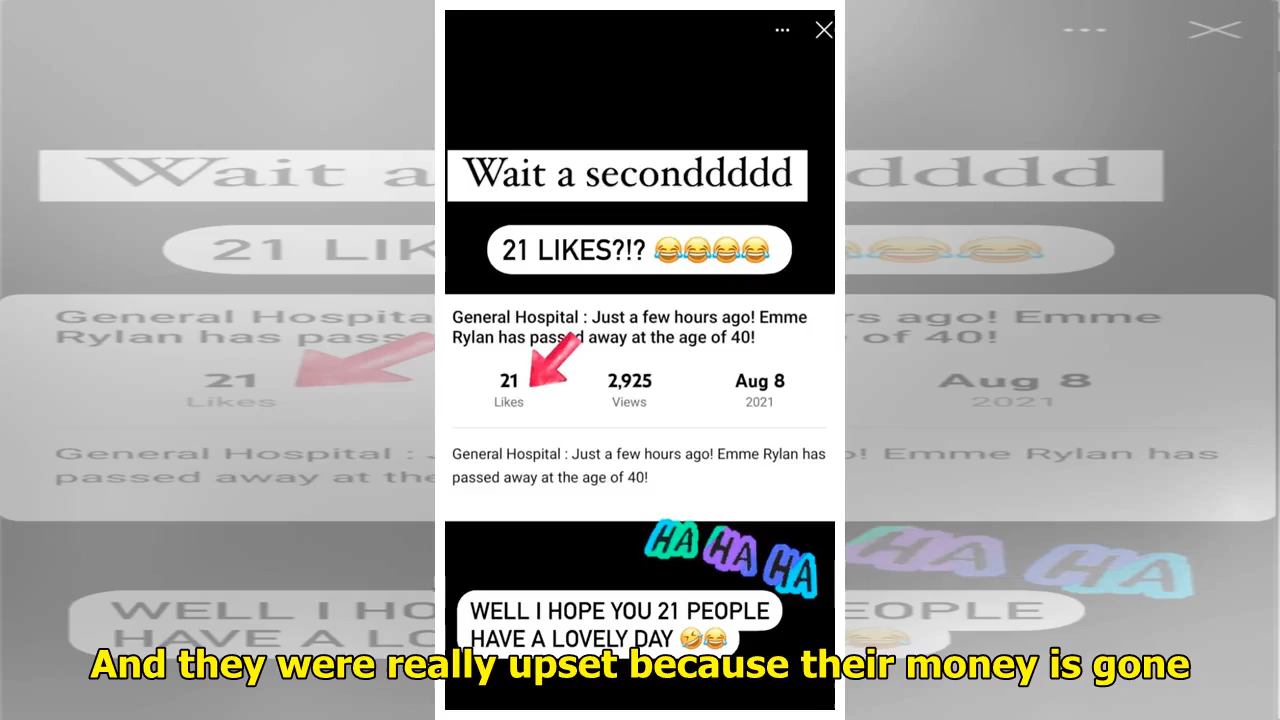 Wait a seconddddd
21 LIKES?!? 😂😂😂😂
General Hospital : Just a few hours ago! Emme
Rylan has passed away at the age of 40!
21 2,925 Aug 8
Likes Views 2021
General Hospital : Just a few hours ago! Emme Rylan has
passed away at the age of 40!
HA HA HA
WELL I HOPE YOU 21 PEOPLE
HAVE A LOVELY DAY 🤣😂
And they were really upset because their money is gone